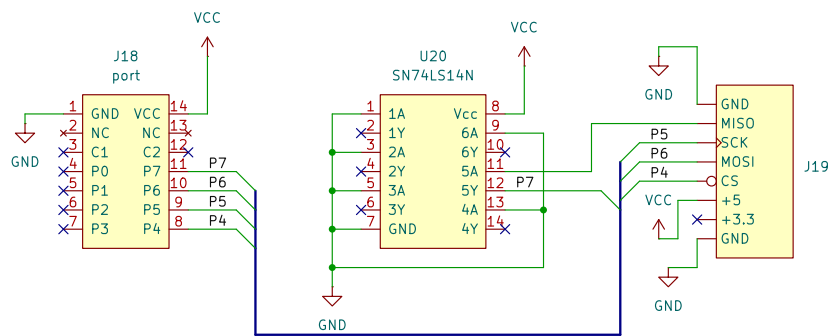 J18
port
VCC
1 GND VCC 14
2 NC NC 13
3 C1 C2 12
4 P0 P7 11 P7
5 P1 P6 10 P6
6 P2 P5 9 P5
7 P3 P4 8 P4
GND
U20
SN74LS14N
VCC
1 1A Vcc 8
2 1Y 6A 9
3 2A 6Y 10
4 2Y 5A 11
5 3A 5Y 12 P7
6 3Y 4A 13
7 GND 4Y 14
GND
GND
GND
MISO
P5 SCK
P6 MOSI
P4 CS
VCC +5
+3.3
GND
J19
GND